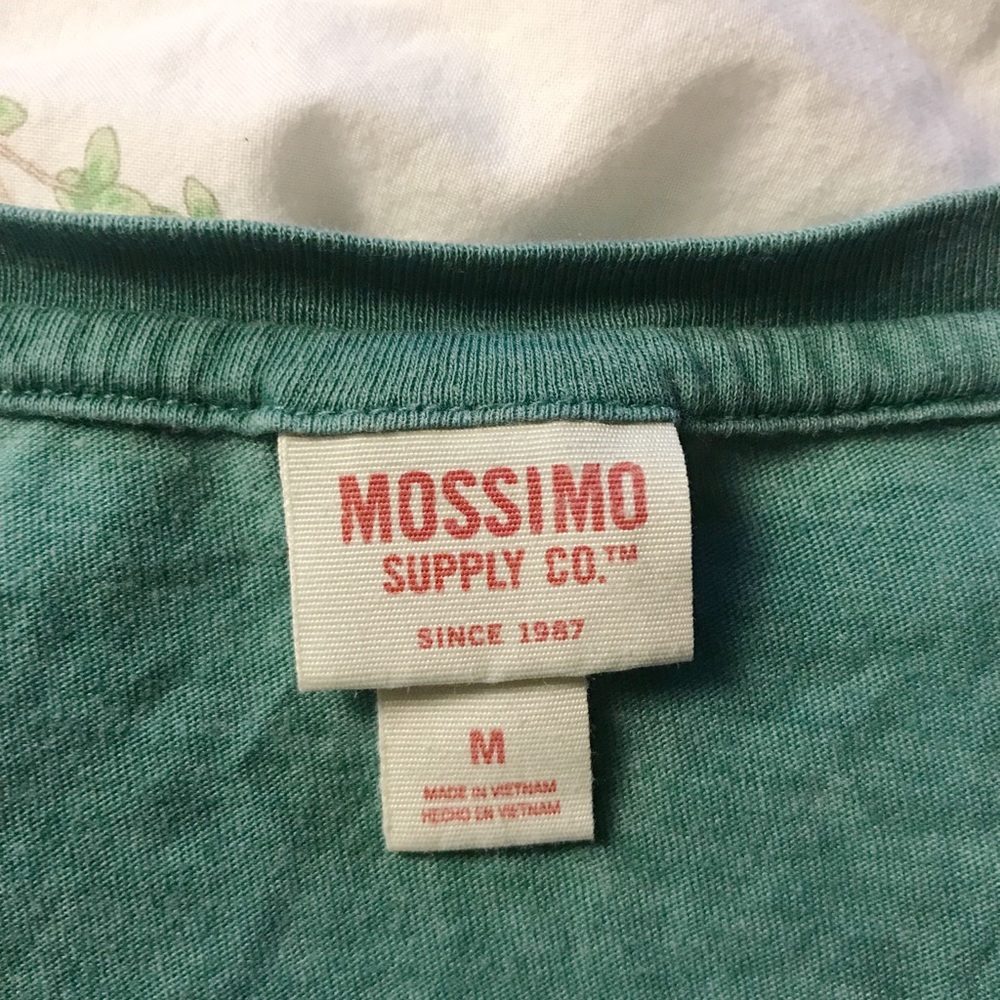 MOSSIMO
SUPPLY CO.™
SINCE 1987
M
MADE IN VIETNAM
HECHO EN VIETNAM